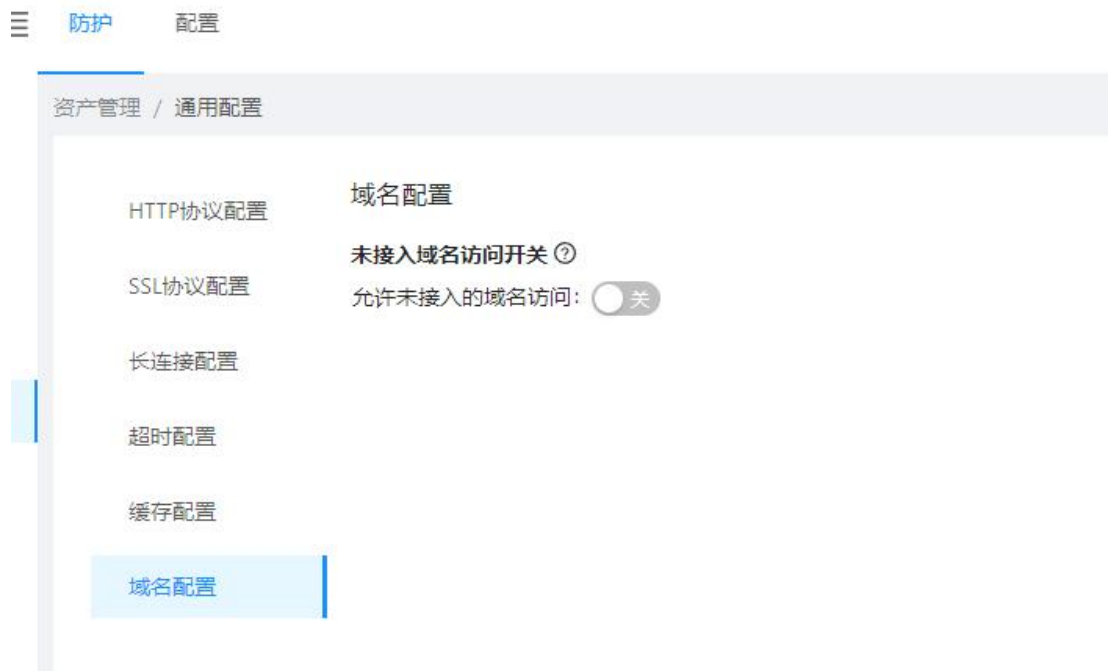 防护 配置
资产管理 / 通用配置
HTTP协议配置
SSL协议配置
长连接配置
超时配置
缓存配置
域名配置
域名配置
未接入域名访问开关 ?
允许未接入的域名访问： 关